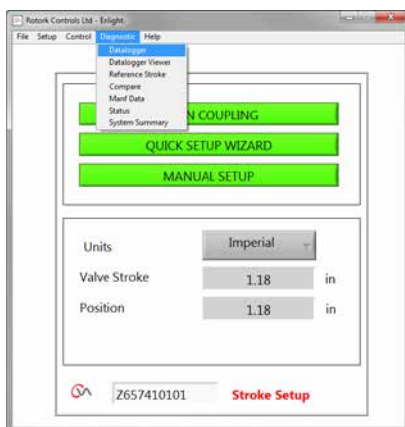 Rotork Controls Ltd - Enlight.
File Setup Control Diagnostic Help
Datalogger
Datalogger Viewer
Reference Stroke
Compare
Manf Data
Status
System Summary
N COUPLING
QUICK SETUP WIZARD
MANUAL SETUP
Units Imperial
Valve Stroke 1.18 in
Position 1.18 in
Z657410101 Stroke Setup